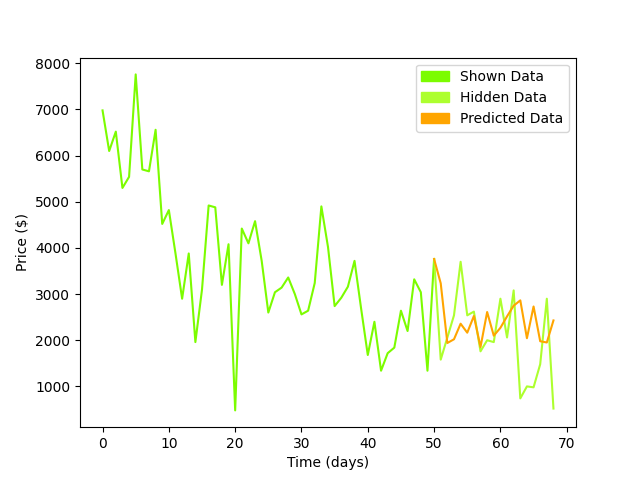 8000
7000
6000
5000
4000
3000
2000
1000
Price ($)
Shown Data
Hidden Data
Predicted Data
0 10 20 30 40 50 60 70
Time (days)